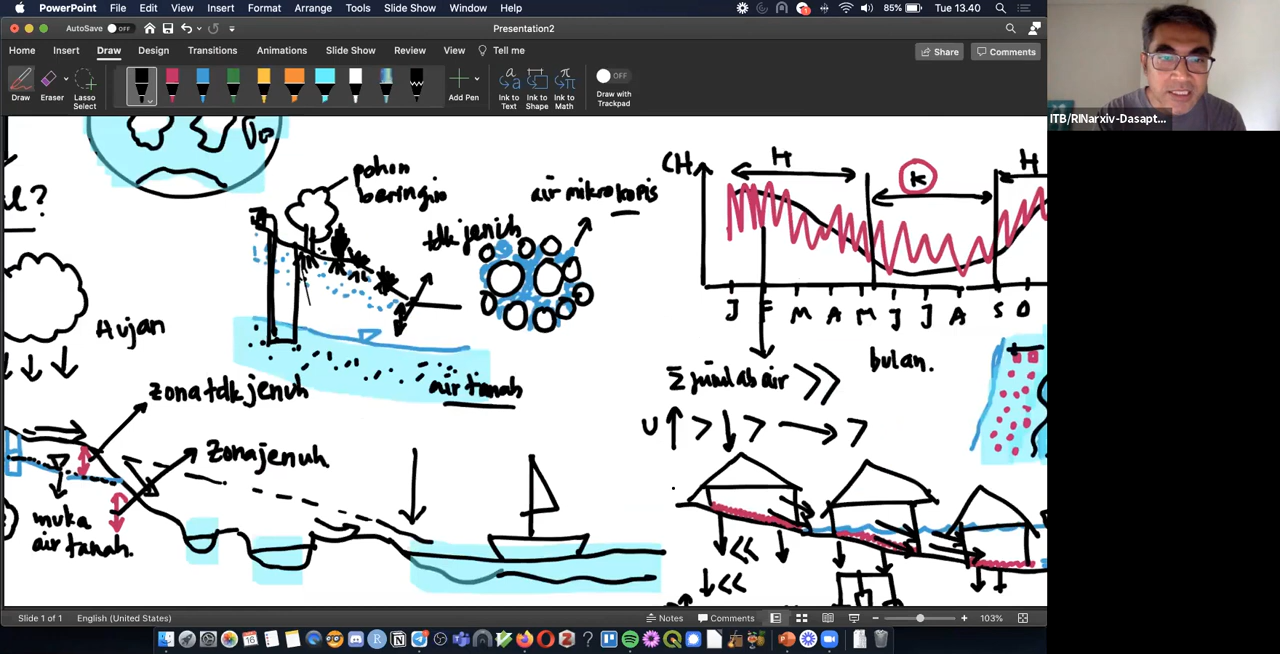 PowerPoint File Edit View Insert Format Arrange Tools Slide Show Window Help 85% Tue 13.40
AutoSave OFF Presentation2
Home Insert Draw Design Transitions Animations Slide Show Review View Tell me Share Comments
Draw Eraser Lasso Select Add Pen Ink to Text Ink to Shape Ink to Math OFF Draw with Trackpad
ITB/RINarxiv-Dasapt...
pohon
beringin
air mikrokopis
tdk jenuh
CH H K H
J F M A M J J A S O
bulan.
Hujan
Zona tdk jenuh
air tanah
Σ jumlah air >>
U ↑ > ↓ > → >
Zona jenuh.
muka
air tanah.
<<
<<
Slide 1 of 1 English (United States) Notes Comments 103%
16